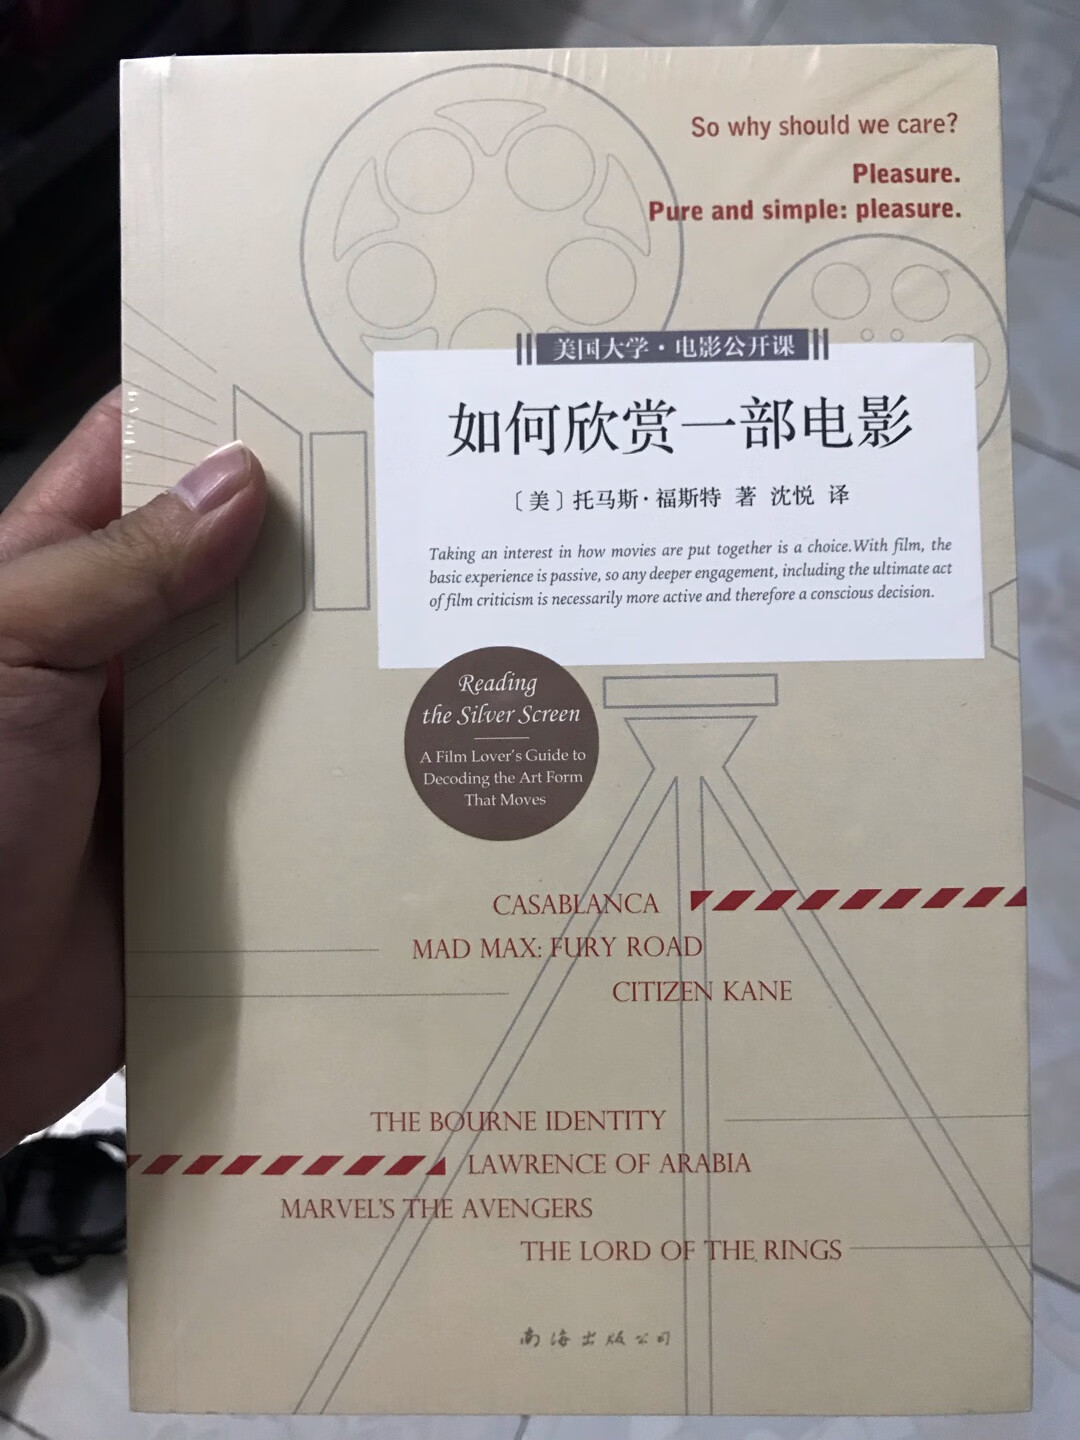 So why should we care?
Pleasure.
Pure and simple: pleasure.
美国大学·电影公开课
如何欣赏一部电影
〔美〕托马斯·福斯特 著 沈悦 译
Taking an interest in how movies are put together is a choice.With film, the
basic experience is passive, so any deeper engagement, including the ultimate act
of film criticism is necessarily more active and therefore a conscious decision.
Reading
the Silver Screen
A Film Lover's Guide to
Decoding the Art Form
That Moves
CASABLANCA
MAD MAX: FURY ROAD
CITIZEN KANE
THE BOURNE IDENTITY
LAWRENCE OF ARABIA
MARVEL'S THE AVENGERS
THE LORD OF THE RINGS
南海出版公司